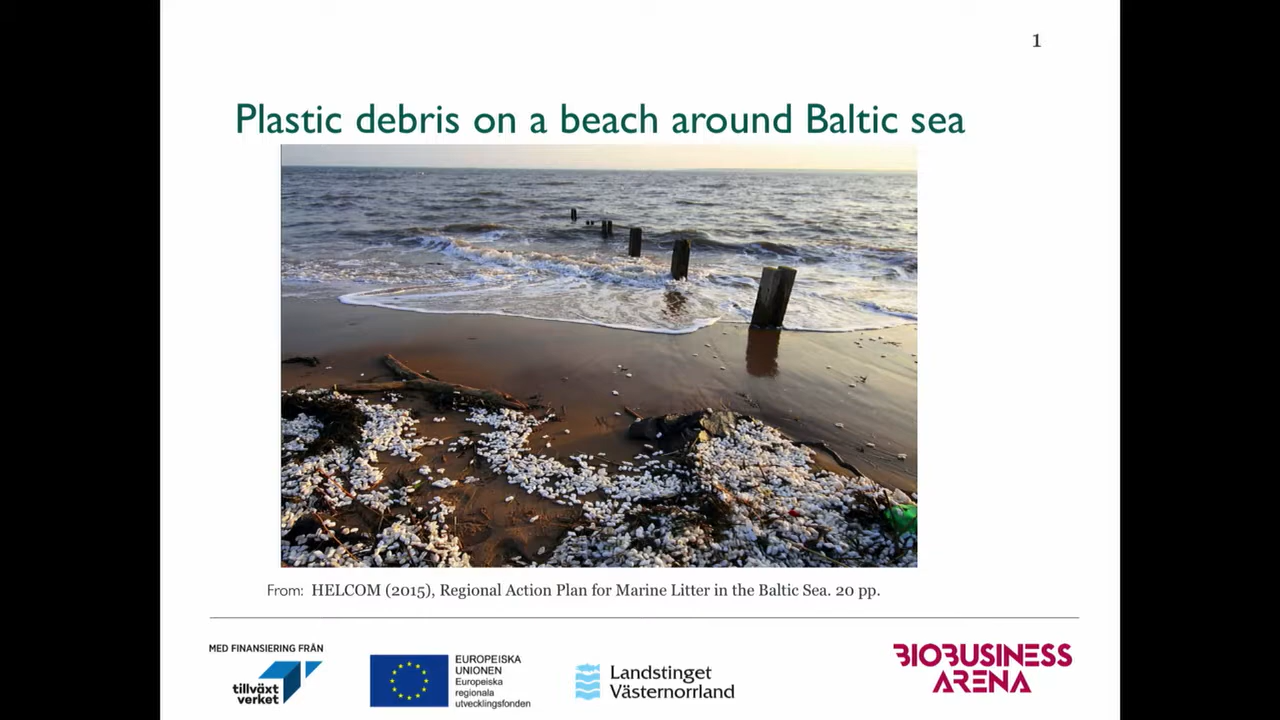 1
Plastic debris on a beach around Baltic sea
From: HELCOM (2015), Regional Action Plan for Marine Litter in the Baltic Sea. 20 pp.
MED FINANSIERING FRÅN
tillväxt
verket
EUROPEISKA
UNIONEN
Europeiska
regionala
utvecklingsfonden
Landstinget
Västernorrland
BIOBUSINESS
ARENA